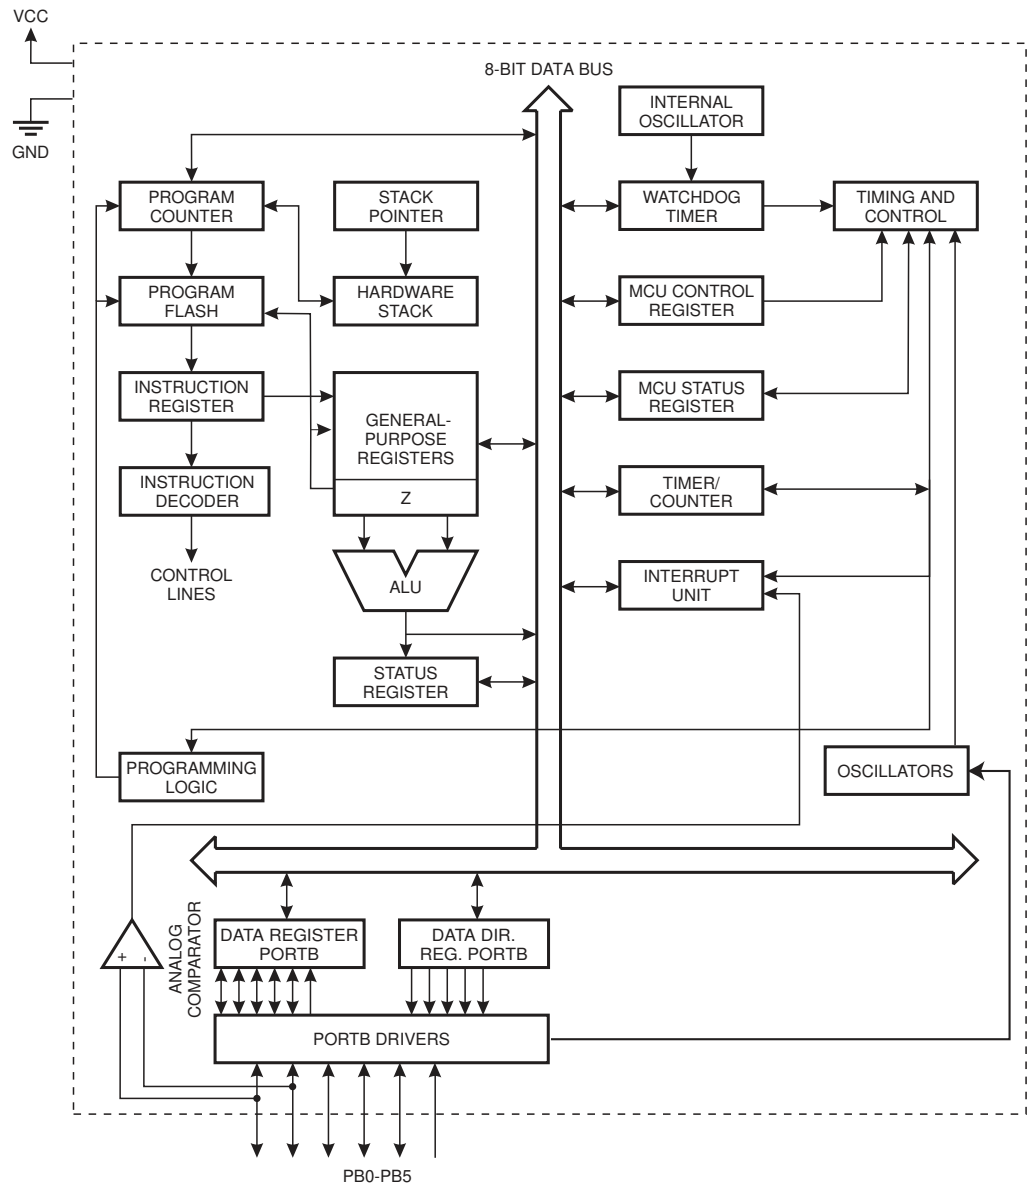 VCC
GND
8-BIT DATA BUS
INTERNAL
OSCILLATOR
PROGRAM
COUNTER
STACK
POINTER
WATCHDOG
TIMER
TIMING AND
CONTROL
PROGRAM
FLASH
HARDWARE
STACK
MCU CONTROL
REGISTER
INSTRUCTION
REGISTER
GENERAL-
PURPOSE
REGISTERS
Z
MCU STATUS
REGISTER
INSTRUCTION
DECODER
TIMER/
COUNTER
CONTROL
LINES
ALU
INTERRUPT
UNIT
STATUS
REGISTER
PROGRAMMING
LOGIC
OSCILLATORS
ANALOG
COMPARATOR
+ -
DATA REGISTER
PORTB
DATA DIR.
REG. PORTB
PORTB DRIVERS
PB0-PB5